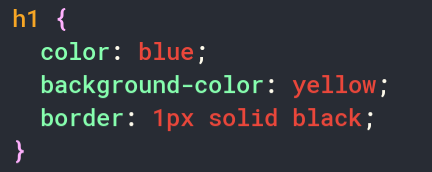 h1 {
  color: blue;
  background-color: yellow;
  border: 1px solid black;
}